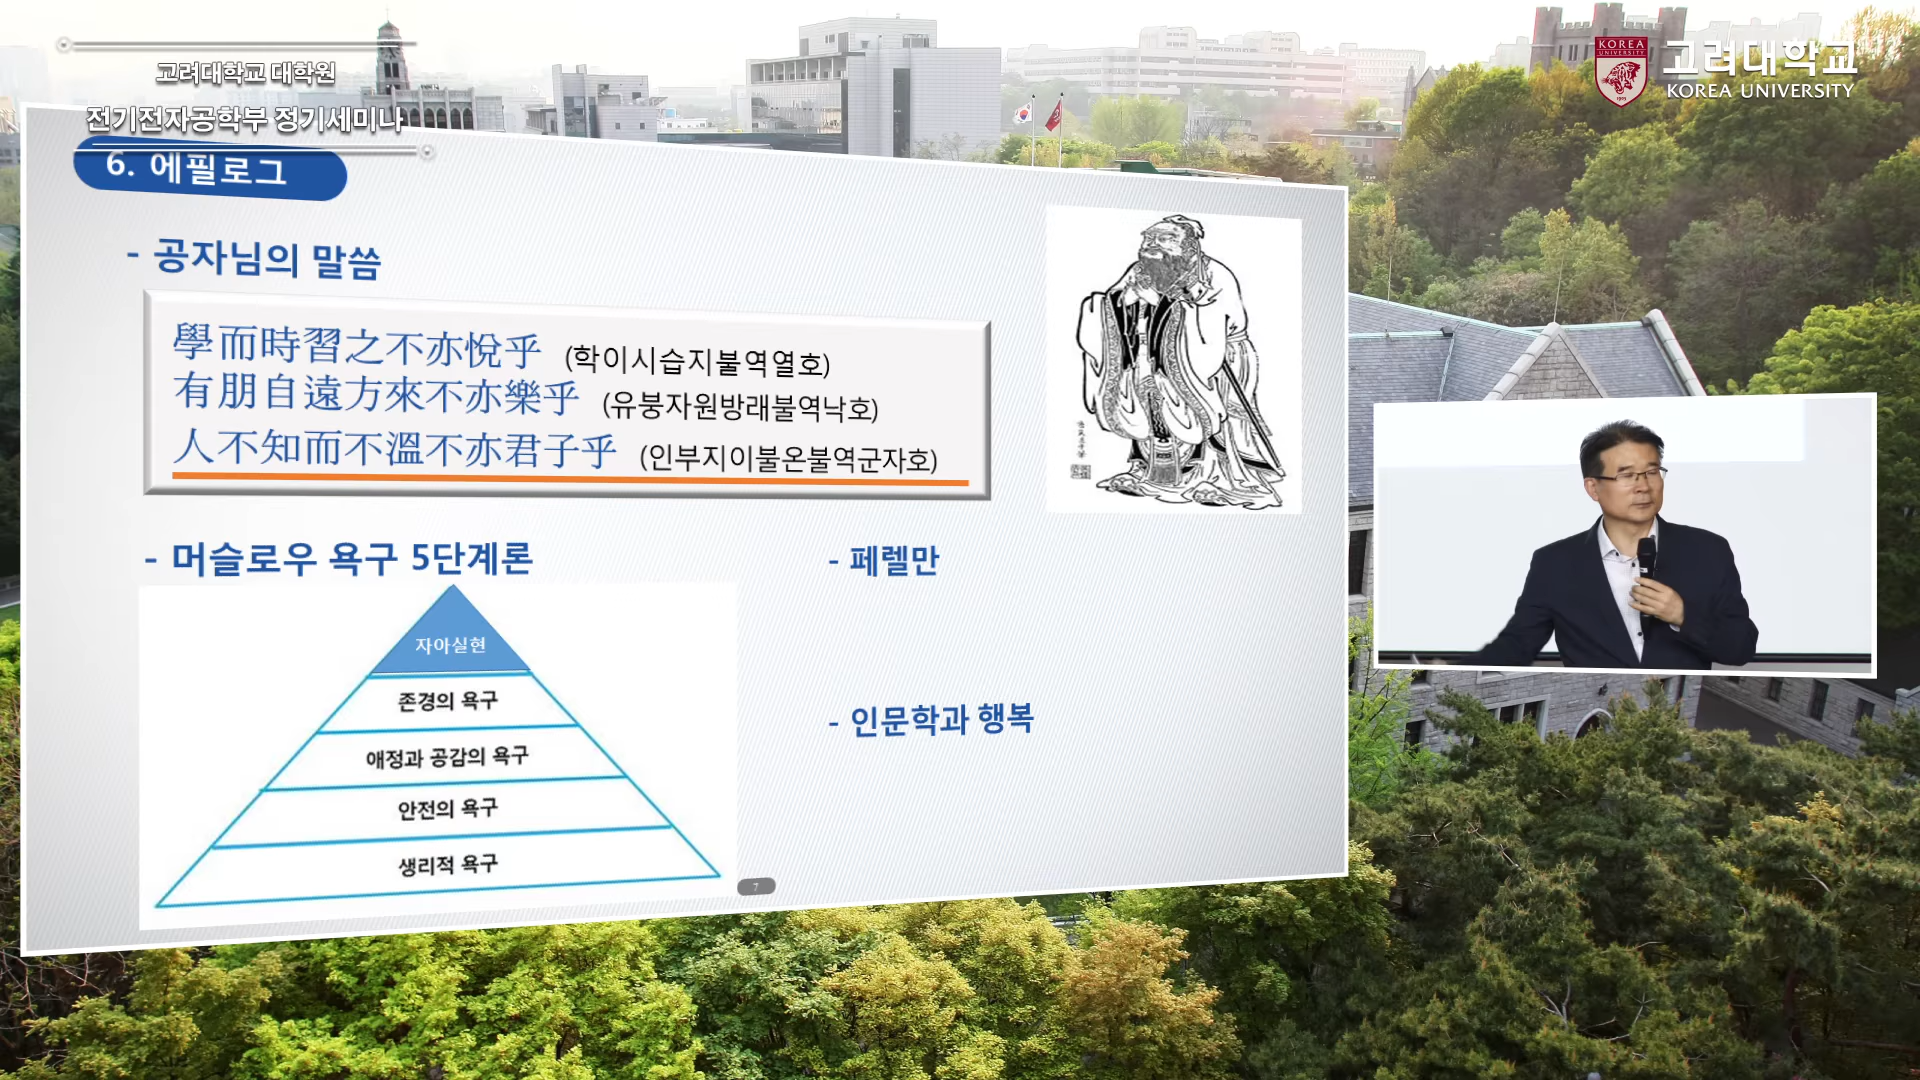 고려대학교 대학원
전기전자공학부 정기세미나
KOREA
UNIVERSITY
1905
고려대학교
KOREA UNIVERSITY
6. 에필로그
- 공자님의 말씀
學而時習之不亦悅乎 (학이시습지불역열호)
有朋自遠方來不亦樂乎 (유붕자원방래불역낙호)
人不知而不溫不亦君子乎 (인부지이불온불역군자호)
- 머슬로우 욕구 5단계론
자아실현
존경의 욕구
애정과 공감의 욕구
안전의 욕구
생리적 욕구
- 페렐만
- 인문학과 행복
7